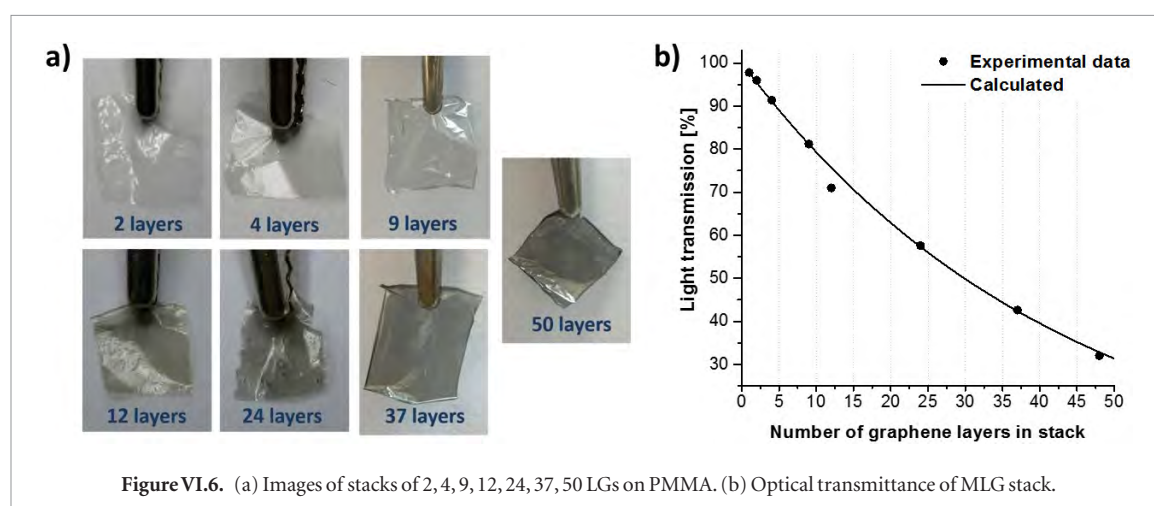 a)
2 layers
4 layers
9 layers
50 layers
12 layers
24 layers
37 layers
b)
Experimental data
Calculated
Light transmission [%]
100
90
80
70
60
50
40
30
0 5 10 15 20 25 30 35 40 45 50
Number of graphene layers in stack
Figure VI.6. (a) Images of stacks of 2, 4, 9, 12, 24, 37, 50 LGs on PMMA. (b) Optical transmittance of MLG stack.